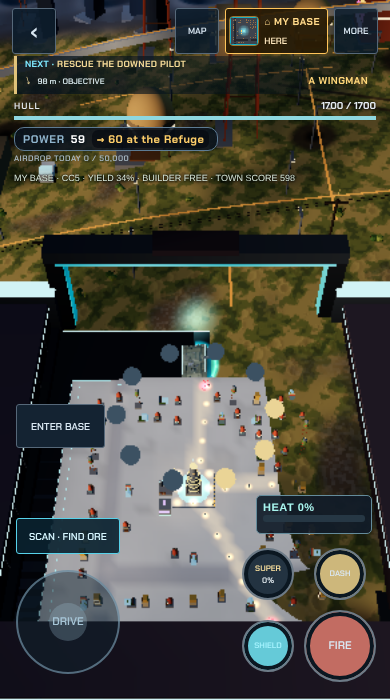 MAP
⌂ MY BASE
HERE
MORE
NEXT · RESCUE THE DOWNED PILOT
98 m · OBJECTIVE
A WINGMAN
HULL
1700 / 1700
POWER 59 → 60 at the Refuge
AIRDROP TODAY 0 / 50,000
MY BASE · CC5 · YIELD 34% · BUILDER FREE · TOWN SCORE 598
ENTER BASE
HEAT 0%
SCAN · FIND ORE
SUPER
0%
DASH
DRIVE
SHIELD
FIRE